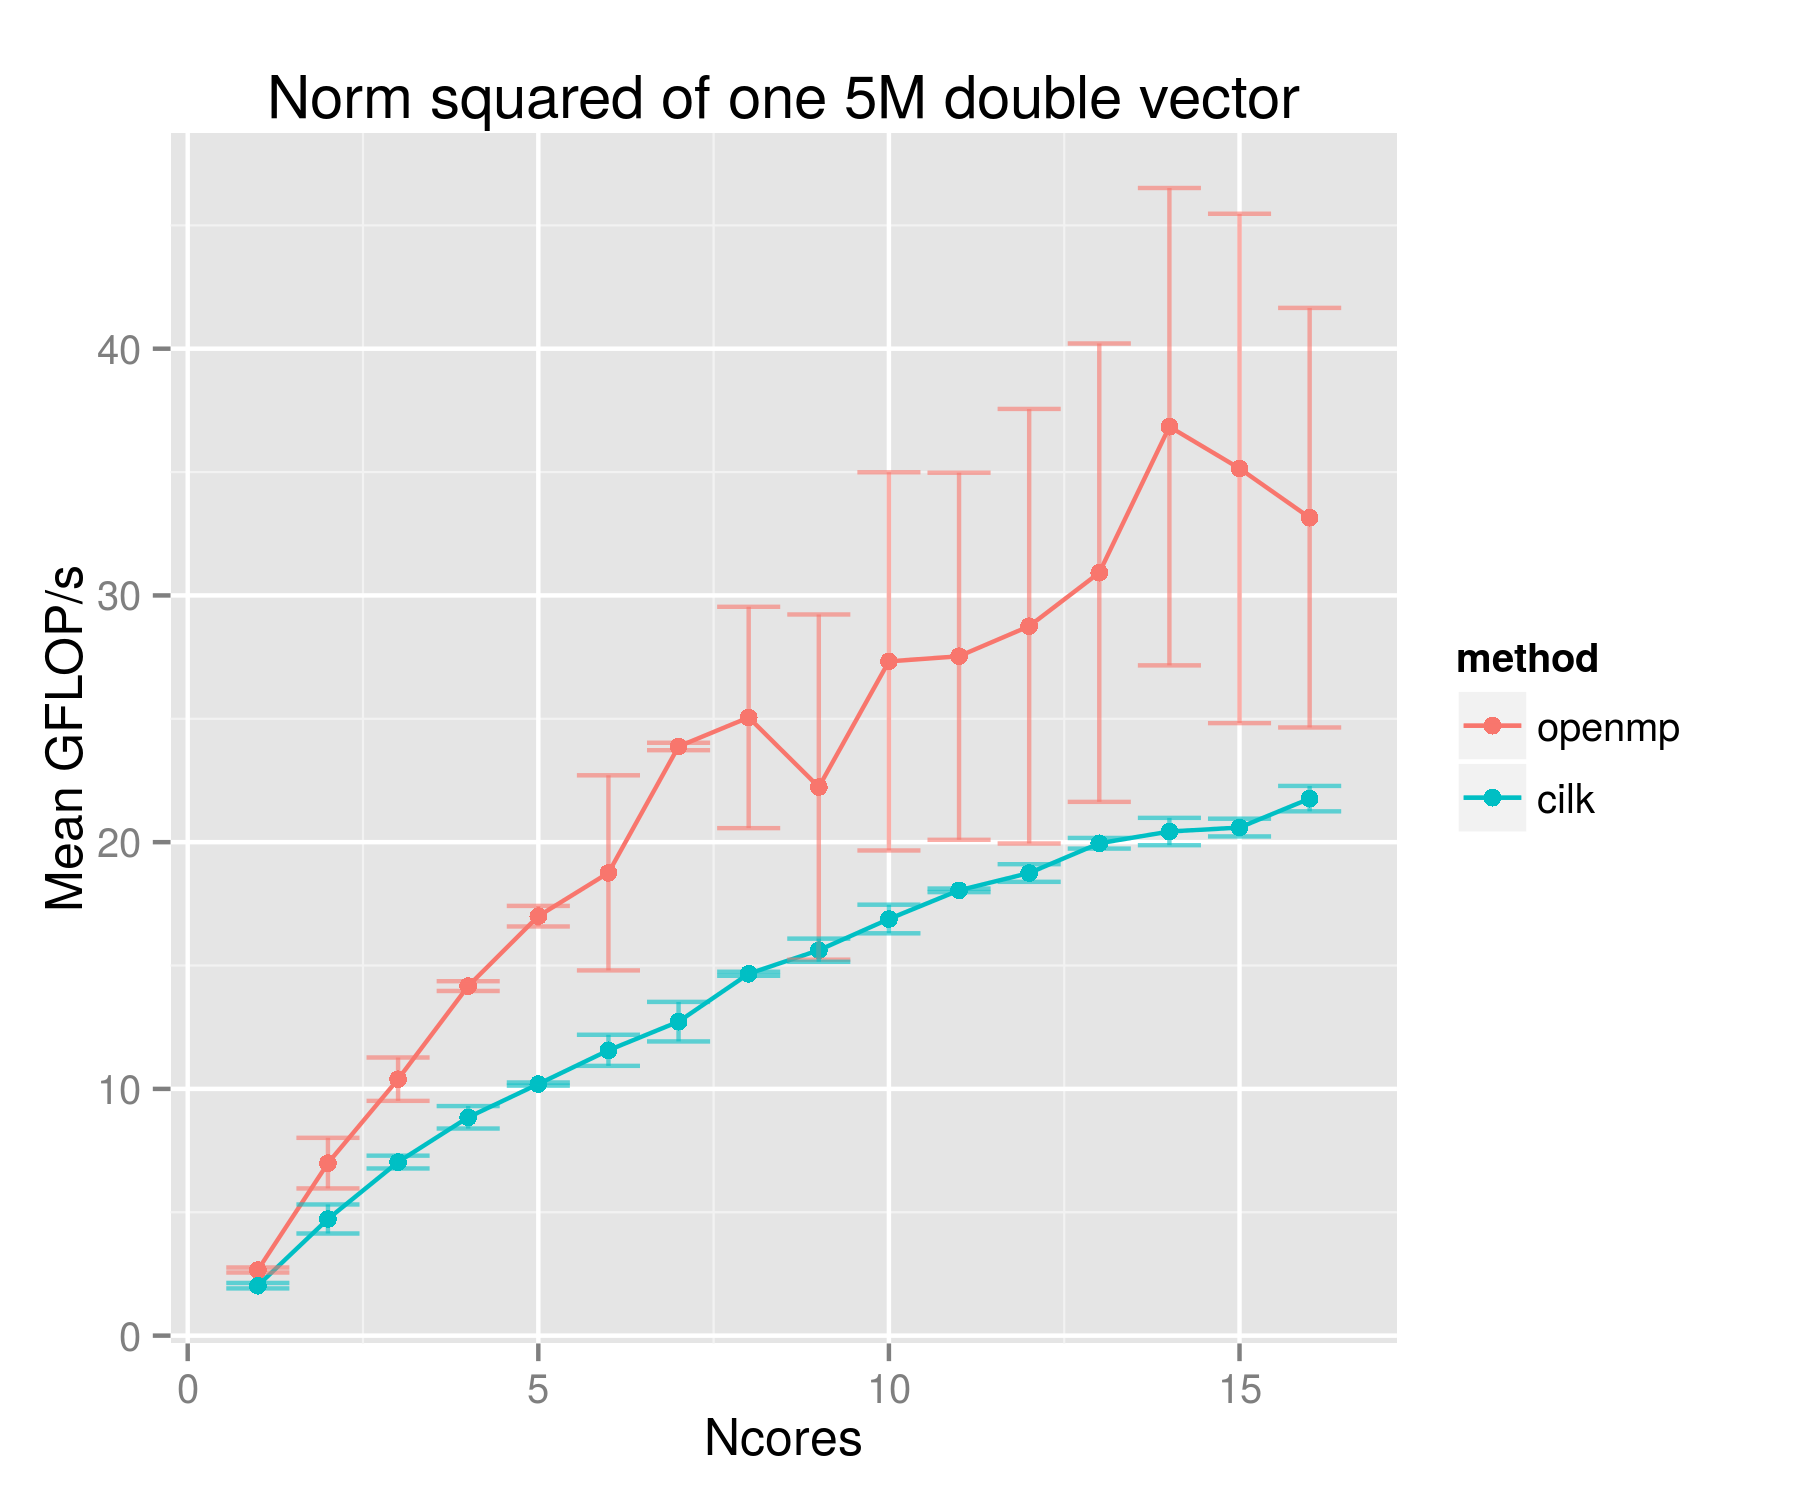 Norm squared of one 5M double vector
Mean GFLOP/s
40
30
20
10
0
0 5 10 15
Ncores
method
openmp
cilk